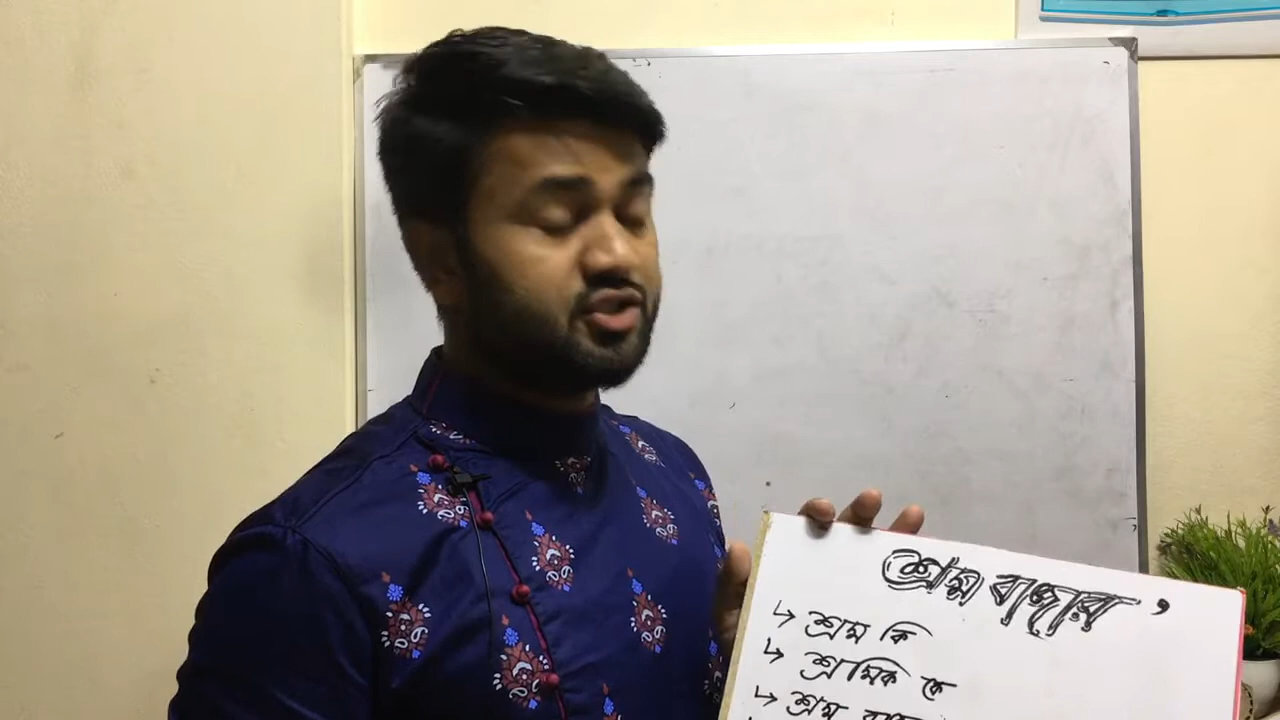 শ্রম বাজার
↳ শ্রম কি
↳ শ্রমিক কে
↳ শ্রম